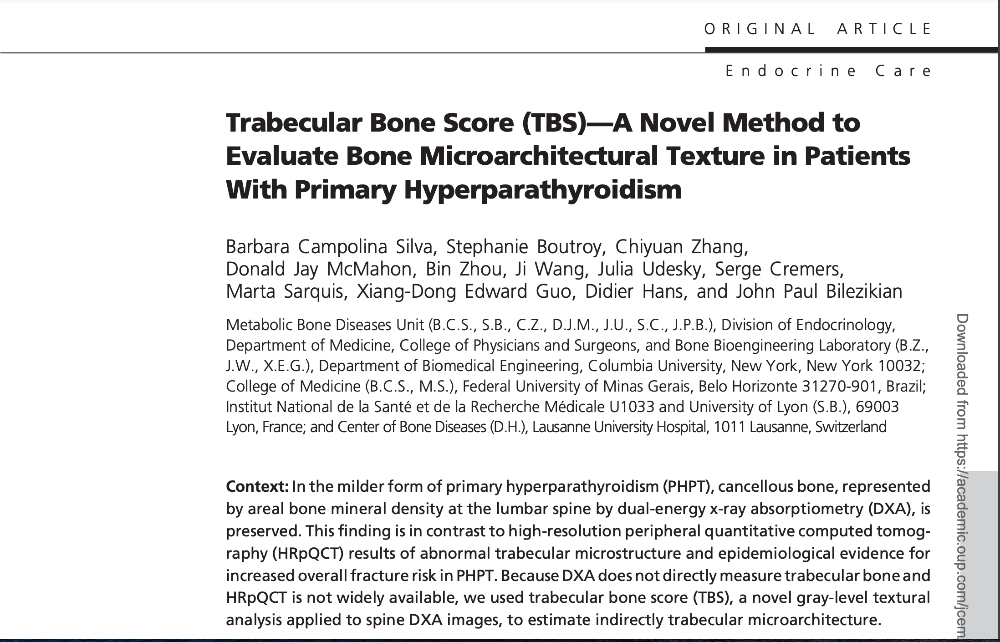 ORIGINAL ARTICLE
Endocrine Care
Trabecular Bone Score (TBS)—A Novel Method to
Evaluate Bone Microarchitectural Texture in Patients
With Primary Hyperparathyroidism
Barbara Campolina Silva, Stephanie Boutroy, Chiyuan Zhang,
Donald Jay McMahon, Bin Zhou, Ji Wang, Julia Udesky, Serge Cremers,
Marta Sarquis, Xiang-Dong Edward Guo, Didier Hans, and John Paul Bilezikian
Metabolic Bone Diseases Unit (B.C.S., S.B., C.Z., D.J.M., J.U., S.C., J.P.B.), Division of Endocrinology,
Department of Medicine, College of Physicians and Surgeons, and Bone Bioengineering Laboratory (B.Z.,
J.W., X.E.G.), Department of Biomedical Engineering, Columbia University, New York, New York 10032;
College of Medicine (B.C.S., M.S.), Federal University of Minas Gerais, Belo Horizonte 31270-901, Brazil;
Institut National de la Santé et de la Recherche Médicale U1033 and University of Lyon (S.B.), 69003
Lyon, France; and Center of Bone Diseases (D.H.), Lausanne University Hospital, 1011 Lausanne, Switzerland
Context: In the milder form of primary hyperparathyroidism (PHPT), cancellous bone, represented
by areal bone mineral density at the lumbar spine by dual-energy x-ray absorptiometry (DXA), is
preserved. This finding is in contrast to high-resolution peripheral quantitative computed tomog-
raphy (HRpQCT) results of abnormal trabecular microstructure and epidemiological evidence for
increased overall fracture risk in PHPT. Because DXA does not directly measure trabecular bone and
HRpQCT is not widely available, we used trabecular bone score (TBS), a novel gray-level textural
analysis applied to spine DXA images, to estimate indirectly trabecular microarchitecture.
Downloaded from https://academic.oup.com/jcem/